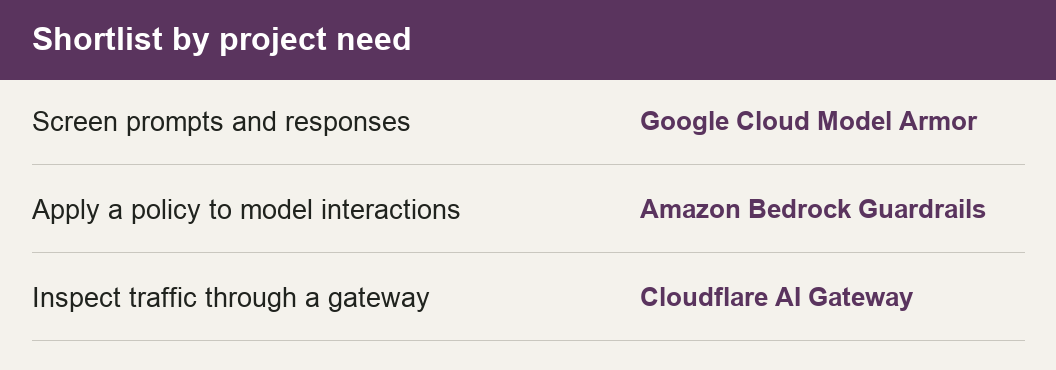 Shortlist by project need
Screen prompts and responses Google Cloud Model Armor
Apply a policy to model interactions Amazon Bedrock Guardrails
Inspect traffic through a gateway Cloudflare AI Gateway